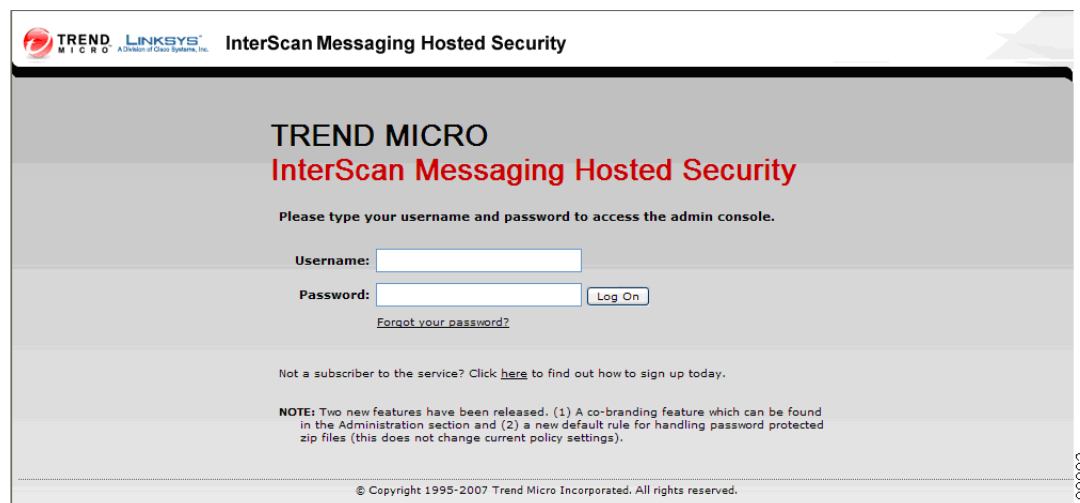 TREND MICRO LINKSYS® A Division of Cisco Systems, Inc. InterScan Messaging Hosted Security
TREND MICRO
InterScan Messaging Hosted Security
Please type your username and password to access the admin console.
Username:
Password: Log On
Forgot your password?
Not a subscriber to the service? Click here to find out how to sign up today.
NOTE: Two new features have been released. (1) A co-branding feature which can be found
in the Administration section and (2) a new default rule for handling password protected
zip files (this does not change current policy settings).
© Copyright 1995-2007 Trend Micro Incorporated. All rights reserved.